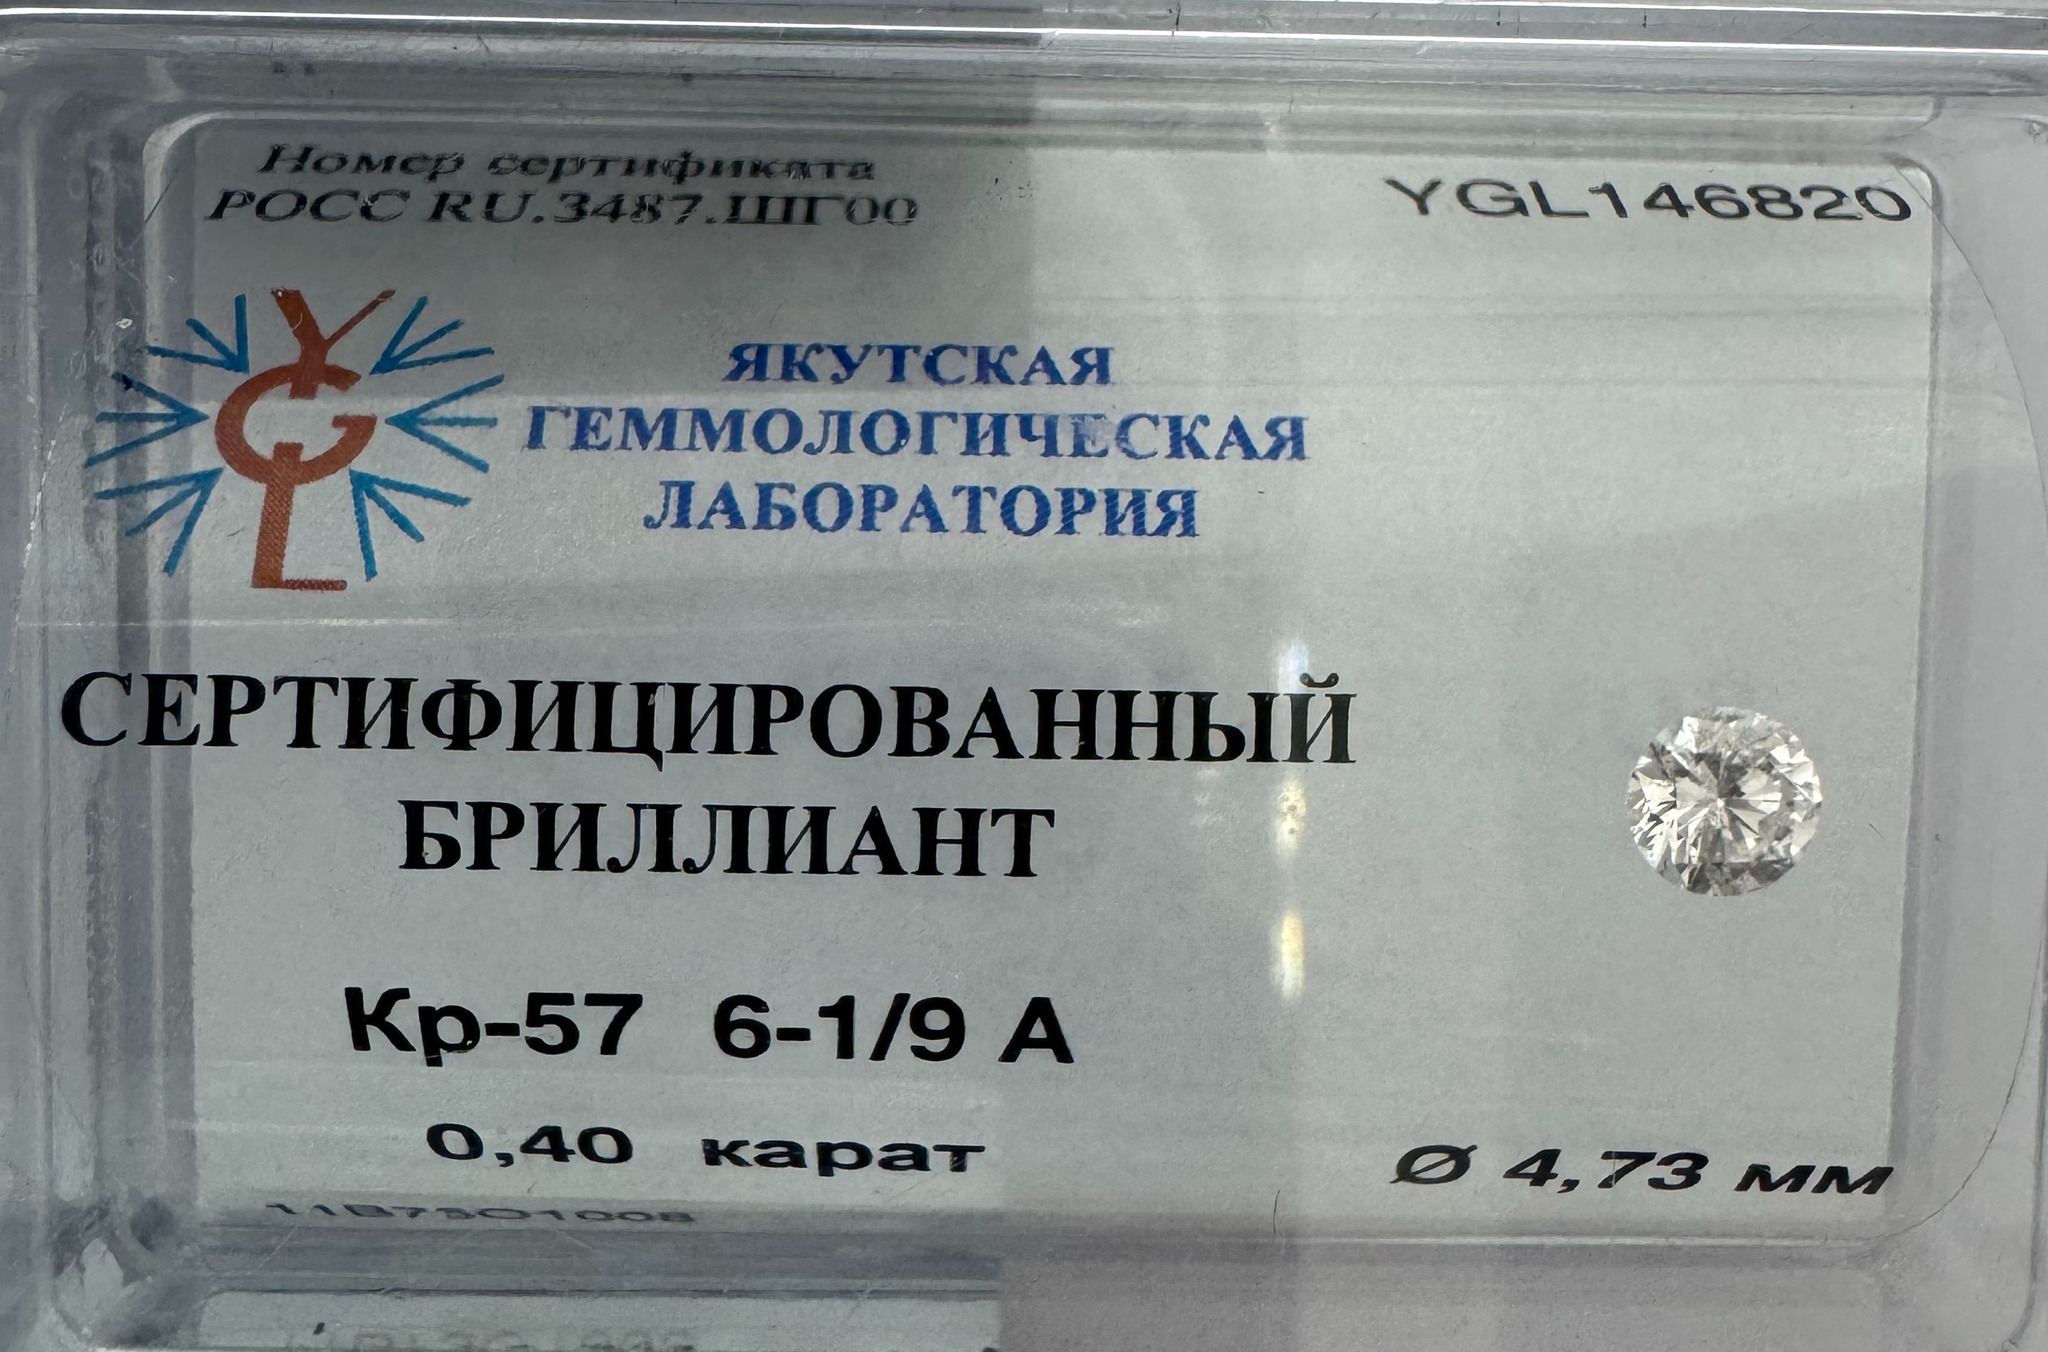 Номер сертификата
РОСС RU.3487.ШГ00
YGL146820
YGL
ЯКУТСКАЯ
ГЕММОЛОГИЧЕСКАЯ
ЛАБОРАТОРИЯ
СЕРТИФИЦИРОВАННЫЙ
БРИЛЛИАНТ
Кр-57 6-1/9 А
0,40 карат
Ø 4,73 мм